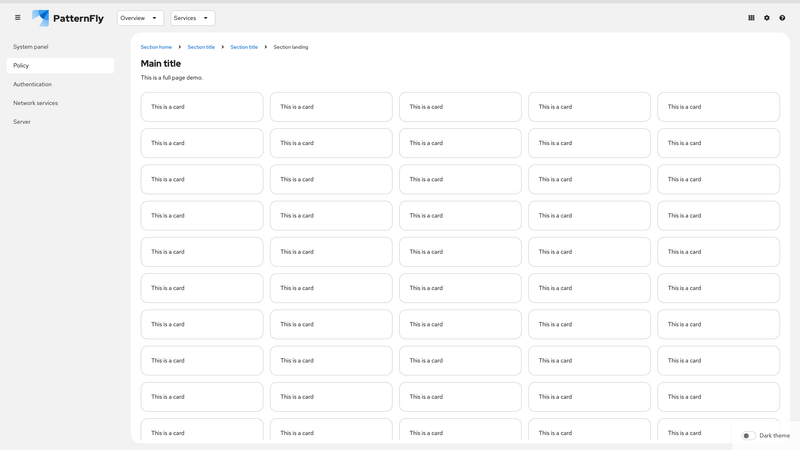 PatternFly Overview Services
System panel
Policy
Authentication
Network services
Server
Section home Section title Section title Section landing
Main title
This is a full page demo.
This is a card This is a card This is a card This is a card This is a card
This is a card This is a card This is a card This is a card This is a card
This is a card This is a card This is a card This is a card This is a card
This is a card This is a card This is a card This is a card This is a card
This is a card This is a card This is a card This is a card This is a card
This is a card This is a card This is a card This is a card This is a card
This is a card This is a card This is a card This is a card This is a card
This is a card This is a card This is a card This is a card This is a card
This is a card This is a card This is a card This is a card This is a card
This is a card This is a card This is a card This is a card This is a card
Dark theme